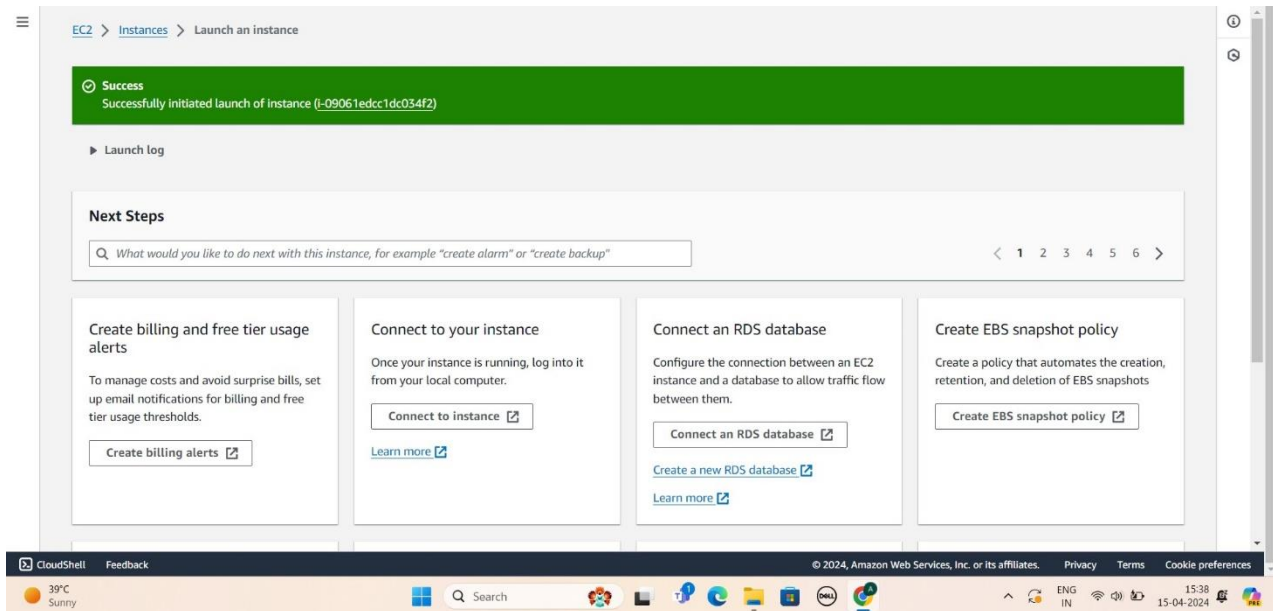 EC2 > Instances > Launch an instance
Success
Successfully initiated launch of instance (i-09061edcc1dc034f2)
Launch log
Next Steps
What would you like to do next with this instance, for example "create alarm" or "create backup"
1 2 3 4 5 6
Create billing and free tier usage
alerts
To manage costs and avoid surprise bills, set
up email notifications for billing and free
tier usage thresholds.
Create billing alerts
Connect to your instance
Once your instance is running, log into it
from your local computer.
Connect to instance
Learn more
Connect an RDS database
Configure the connection between an EC2
instance and a database to allow traffic flow
between them.
Connect an RDS database
Create a new RDS database
Learn more
Create EBS snapshot policy
Create a policy that automates the creation,
retention, and deletion of EBS snapshots
Create EBS snapshot policy
CloudShell Feedback © 2024, Amazon Web Services, Inc. or its affiliates. Privacy Terms Cookie preferences
39°C
Sunny
Search
DELL
ENG
IN
15:38
15-04-2024
PRE